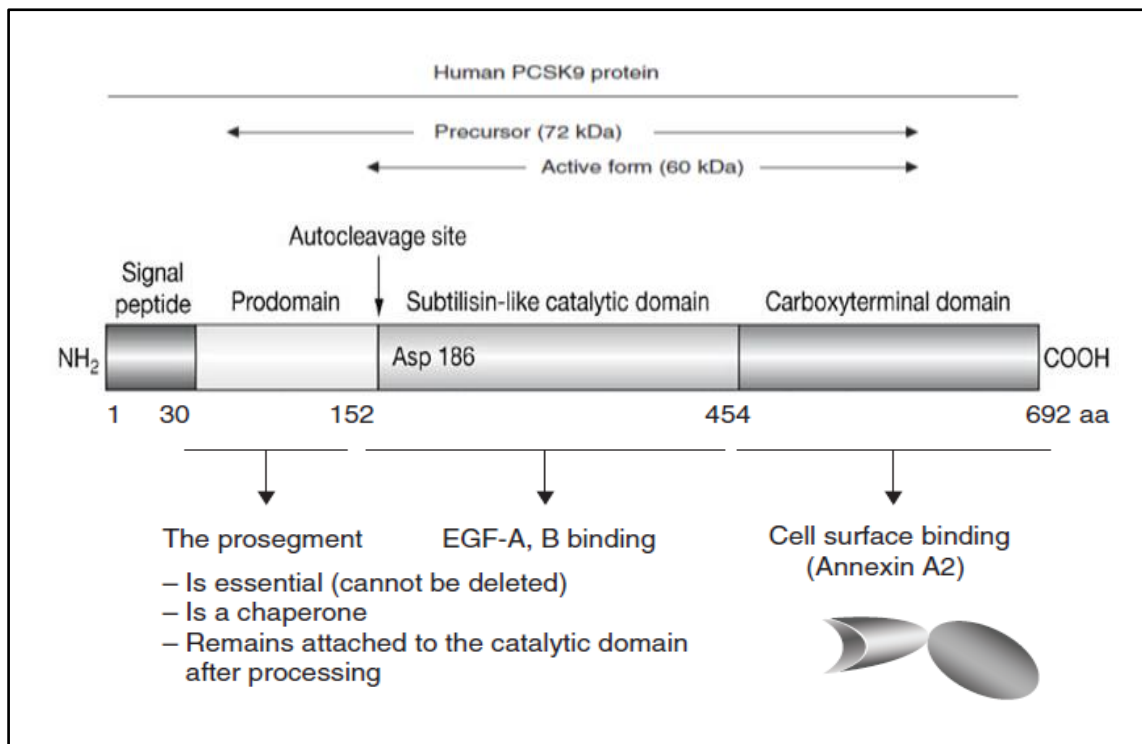 Human PCSK9 protein
Precursor (72 kDa)
Active form (60 kDa)
Autocleavage site
Signal
peptide
Prodomain
Subtilisin-like catalytic domain
Carboxyterminal domain
NH2
Asp 186
COOH
1
30
152
454
692 aa
The prosegment
– Is essential (cannot be deleted)
– Is a chaperone
– Remains attached to the catalytic domain
after processing
EGF-A, B binding
Cell surface binding
(Annexin A2)